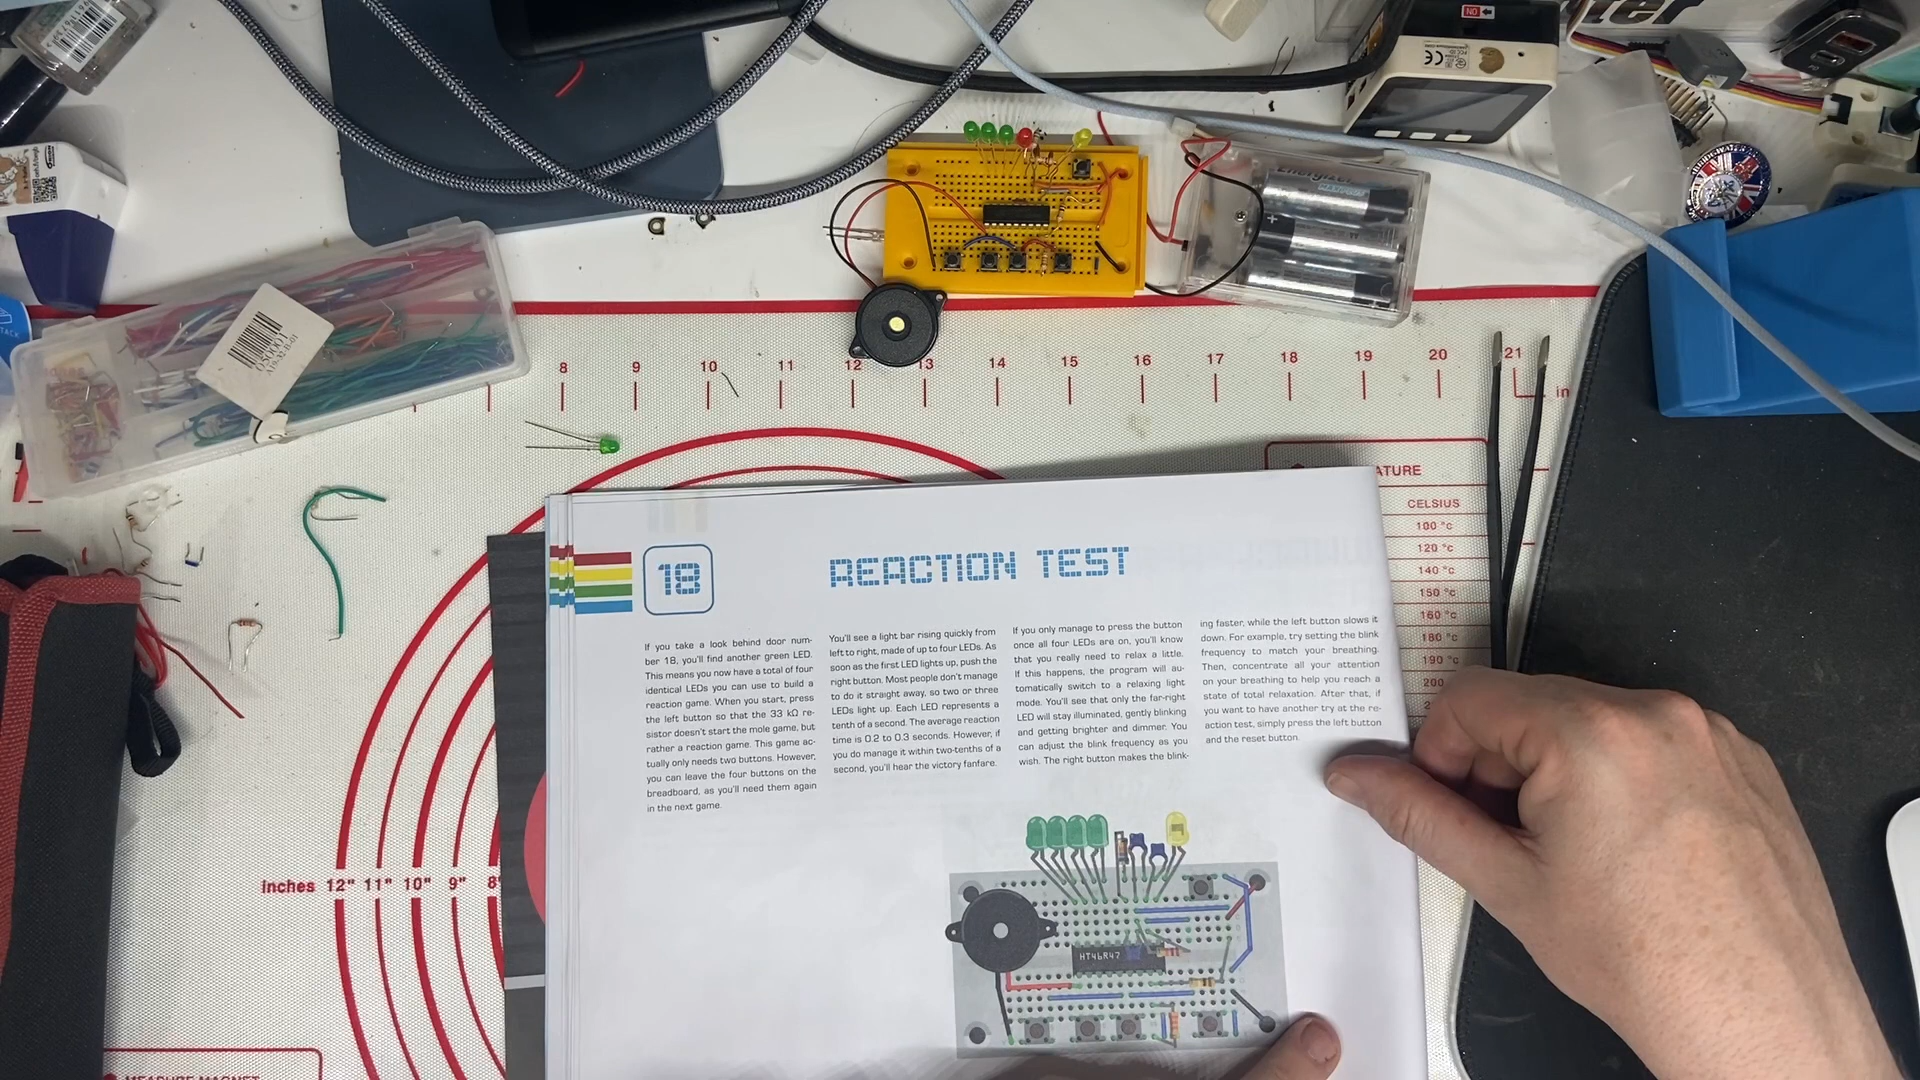 ON
CE
Energizer
MAX PLUS
050001
A19-32-B-01
8 9 10 11 12 13 14 15 16 17 18 19 20 21
in
CELSIUS
100 °c
120 °c
140 °c
150 °c
160 °c
180 °c
190 °c
200
18
REACTION TEST
If you take a look behind door num-
ber 18, you'll find another green LED.
This means you now have a total of four
identical LEDs you can use to build a
reaction game. When you start, press
the left button so that the 33 kΩ re-
sistor doesn't start the mole game, but
rather a reaction game. This game ac-
tually only needs two buttons. However,
you can leave the four buttons on the
breadboard, as you'll need them again
in the next game.
You'll see a light bar rising quickly from
left to right, made of up to four LEDs. As
soon as the first LED lights up, push the
right button. Most people don't manage
to do it straight away, so two or three
LEDs light up. Each LED represents a
tenth of a second. The average reaction
time is 0.2 to 0.3 seconds. However, if
you do manage it within two-tenths of a
second, you'll hear the victory fanfare.
If you only manage to press the button
once all four LEDs are on, you'll know
that you really need to relax a little.
If this happens, the program will au-
tomatically switch to a relaxing light
mode. You'll see that only the far-right
LED will stay illuminated, gently blinking
and getting brighter and dimmer. You
can adjust the blink frequency as you
wish. The right button makes the blink-
ing faster, while the left button slows it
down. For example, try setting the blink
frequency to match your breathing.
Then, concentrate all your attention
on your breathing to help you reach a
state of total relaxation. After that, if
you want to have another try at the re-
action test, simply press the left button
and the reset button.
HT46R47
inches 12" 11" 10" 9" 8"
MEASURE MAGNET